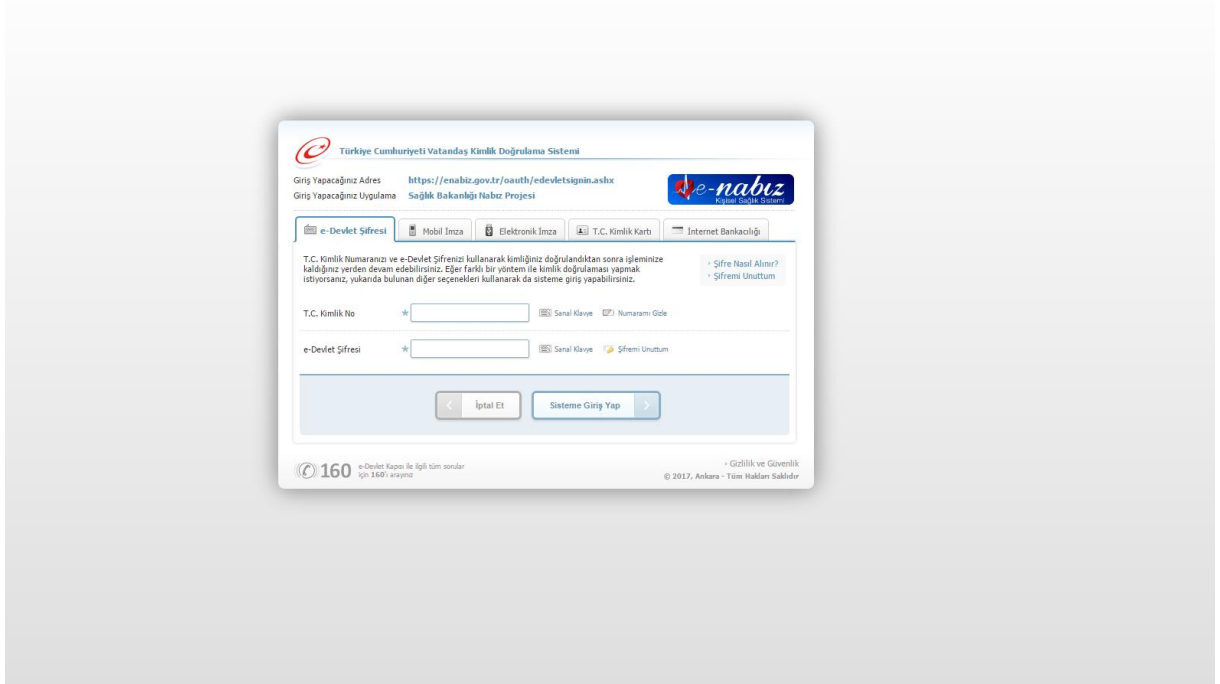 Türkiye Cumhuriyeti Vatandaş Kimlik Doğrulama Sistemi
Giriş Yapacağınız Adres https://enabiz.gov.tr/oauth/edevletsignin.ashx
Giriş Yapacağınız Uygulama Sağlık Bakanlığı Nabız Projesi
e-nabız
Kişisel Sağlık Sistemi
e-Devlet Şifresi Mobil İmza Elektronik İmza T.C. Kimlik Kartı İnternet Bankacılığı
T.C. Kimlik Numaranızı ve e-Devlet Şifrenizi kullanarak kimliğiniz doğrulandıktan sonra işleminize
kaldığınız yerden devam edebilirsiniz. Eğer farklı bir yöntem ile kimlik doğrulaması yapmak
istiyorsanız, yukarıda bulunan diğer seçenekleri kullanarak da sisteme giriş yapabilirsiniz.
Şifre Nasıl Alınır?
Şifremi Unuttum
T.C. Kimlik No * Sanal Klavye Numaramı Gizle
e-Devlet Şifresi * Sanal Klavye Şifremi Unuttum
İptal Et Sisteme Giriş Yap
160 e-Devlet Kapısı ile ilgili tüm sorular
için 160'ı arayınız
Gizlilik ve Güvenlik
© 2017, Ankara - Tüm Hakları Saklıdır